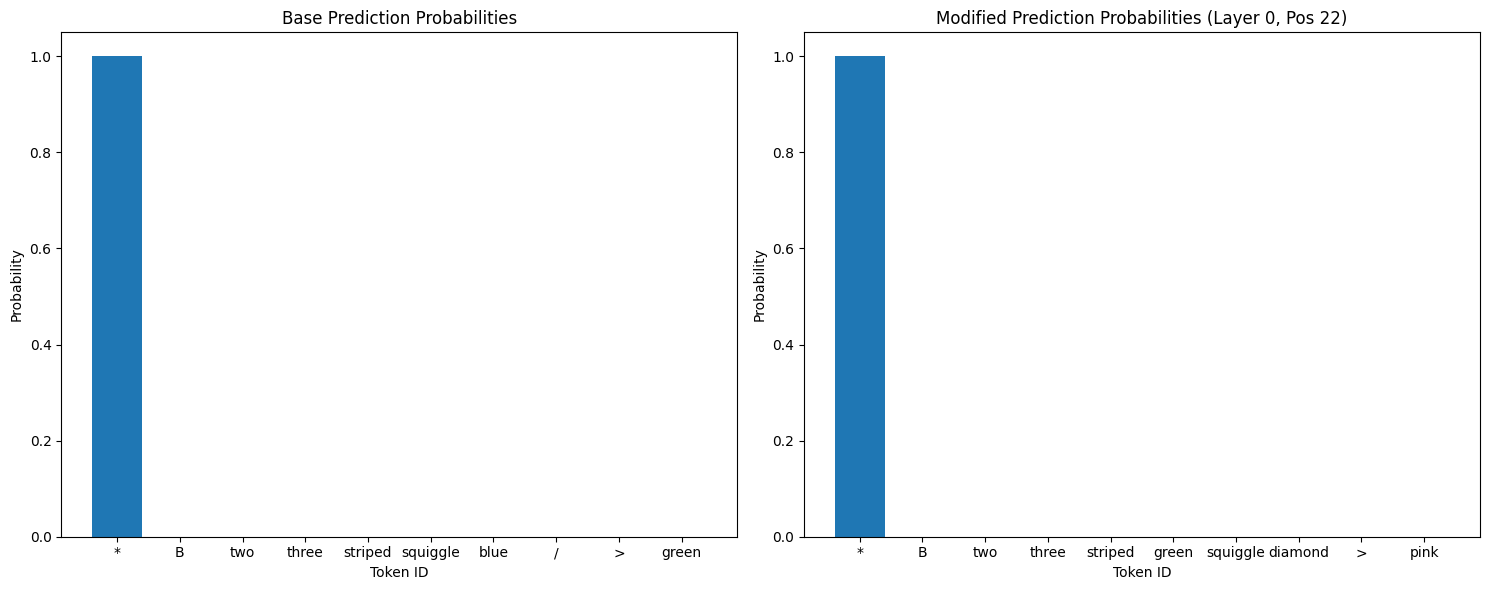 Base Prediction Probabilities
1.0
0.8
0.6
0.4
0.2
0.0
Probability
* B two three striped squiggle blue / > green
Token ID
Modified Prediction Probabilities (Layer 0, Pos 22)
1.0
0.8
0.6
0.4
0.2
0.0
Probability
* B two three striped green squiggle diamond > pink
Token ID